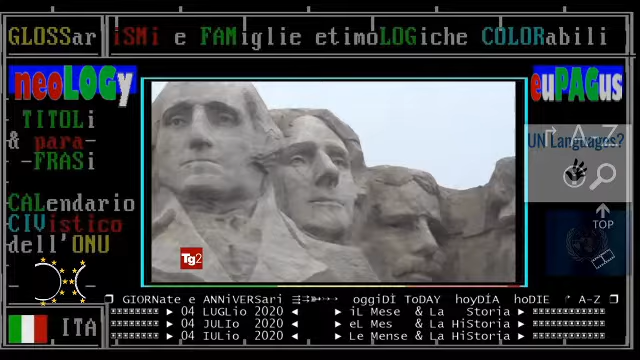 GLOSSar iSMi e FAMiglie etimoLOGiche COLORabili
neoLOGy
euPAGus
TITOLi
& para-
-FRASi
UN Languages?
A-Z
TOP
CALendario
CIVistico
dell'ONU
Tg2
GIORNate e ANNiVERSari oggiDÌ ToDAY hoyDÍA hoDIE A-Z
04 LUGLio 2020 iL Mese & La Storia
04 JULIo 2020 eL Mes & La HiStoria
04 IULio 2020 Le Mense & La HiStoria
ITA